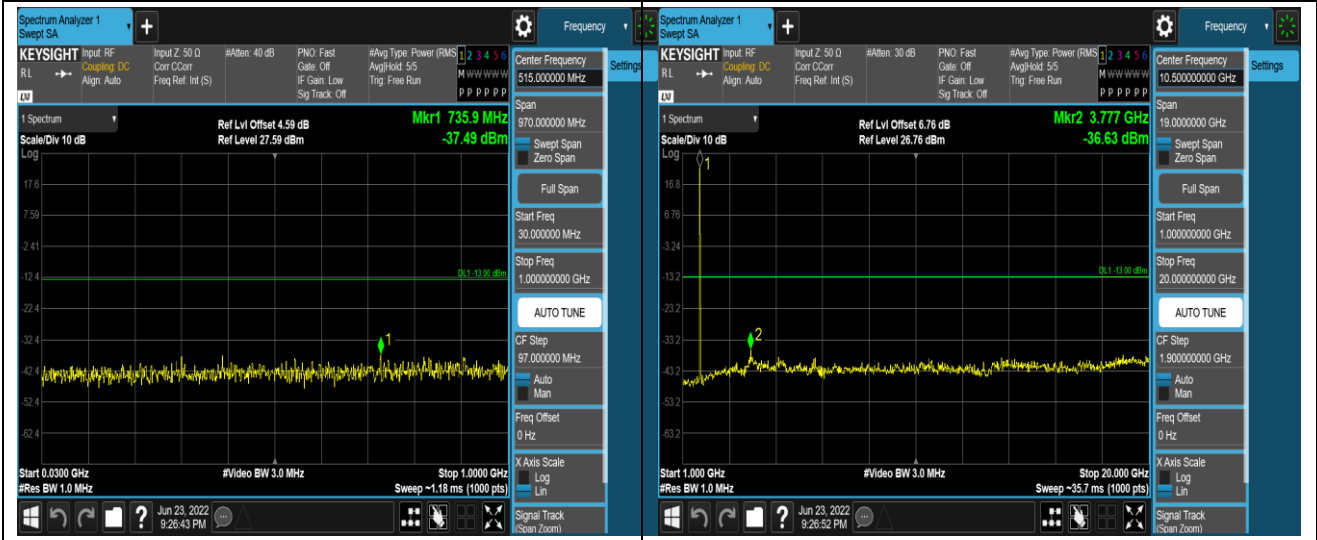 Spectrum Analyzer 1
Swept SA
Frequency
KEYSIGHT
RL
LXI
Input: RF
Coupling: DC
Align: Auto
Input Z: 50 Ω
Corr CCorr
Freq Ref: Int (S)
#Atten: 40 dB
PNO: Fast
Gate: Off
IF Gain: Low
Sig Track: Off
#Avg Type: Power (RMS
Avg|Hold: 5/5
Trig: Free Run
1 2 3 4 5 6
M W W W W W
P P P P P P
1 Spectrum
Scale/Div 10 dB
Log
Ref Lvl Offset 4.59 dB
Ref Level 27.59 dBm
Mkr1 735.9 MHz
-37.49 dBm
17.6
7.59
-2.41
-12.4
-22.4
-32.4
-42.4
-52.4
-62.4
DL1 -13.00 dBm
1
Start 0.0300 GHz
#Res BW 1.0 MHz
#Video BW 3.0 MHz
Stop 1.0000 GHz
Sweep ~1.18 ms (1000 pts)
Jun 23, 2022
9:26:43 PM
Center Frequency
515.000000 MHz
Settings
Span
970.000000 MHz
Swept Span
Zero Span
Full Span
Start Freq
30.000000 MHz
Stop Freq
1.000000000 GHz
AUTO TUNE
CF Step
97.000000 MHz
Auto
Man
Freq Offset
0 Hz
X Axis Scale
Log
Lin
Signal Track
(Span Zoom)
Spectrum Analyzer 1
Swept SA
Frequency
KEYSIGHT
RL
LXI
Input: RF
Coupling: DC
Align: Auto
Input Z: 50 Ω
Corr CCorr
Freq Ref: Int (S)
#Atten: 30 dB
PNO: Fast
Gate: Off
IF Gain: Low
Sig Track: Off
#Avg Type: Power (RMS
Avg|Hold: 5/5
Trig: Free Run
1 2 3 4 5 6
M W W W W W
P P P P P P
1 Spectrum
Scale/Div 10 dB
Log
Ref Lvl Offset 6.76 dB
Ref Level 26.76 dBm
Mkr2 3.777 GHz
-36.63 dBm
1
16.8
6.76
-3.24
-13.2
-23.2
-33.2
-43.2
-53.2
-63.2
DL1 -13.00 dBm
2
Start 1.000 GHz
#Res BW 1.0 MHz
#Video BW 3.0 MHz
Stop 20.000 GHz
Sweep ~35.7 ms (1000 pts)
Jun 23, 2022
9:26:52 PM
Center Frequency
10.500000000 GHz
Settings
Span
19.0000000 GHz
Swept Span
Zero Span
Full Span
Start Freq
1.000000000 GHz
Stop Freq
20.000000000 GHz
AUTO TUNE
CF Step
1.900000000 GHz
Auto
Man
Freq Offset
0 Hz
X Axis Scale
Log
Lin
Signal Track
(Span Zoom)